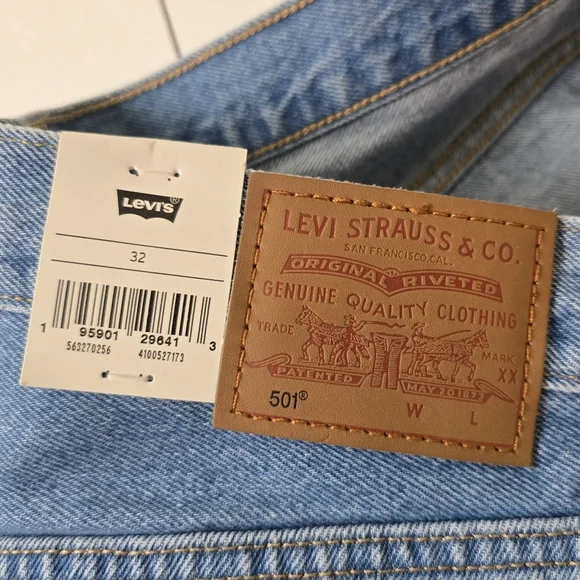 Levi's®
32
1 95901 29641 3
563270256 4100527173
LEVI STRAUSS & CO.
SAN FRANCISCO.CAL.
ORIGINAL RIVETED
GENUINE QUALITY CLOTHING
TRADE MARK
PATENTED MAY 20 1873 XX
501® W L